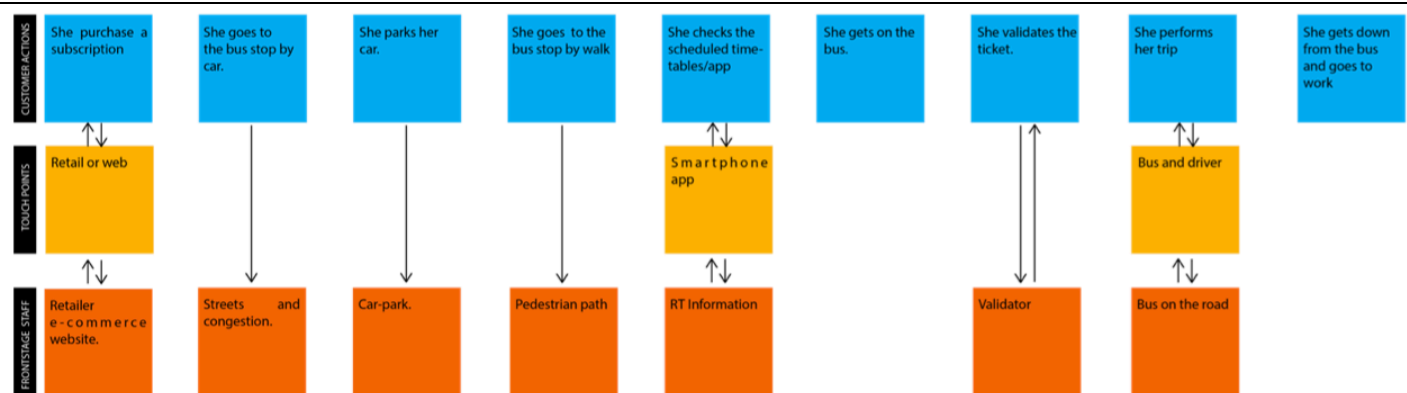 CUSTOMER ACTIONS
She purchase a
subscription
She goes to
the bus stop by
car.
She parks her
car.
She goes to the
bus stop by walk
She checks the
scheduled time-
tables/app
She gets on the
bus.
She validates the
ticket.
She performs
her trip
She gets down
from the bus
and goes to
work
TOUCH POINTS
Retail or web
Smartphone
app
Bus and driver
FRONTSTAGE STAFF
Retailer
e-commerce
website.
Streets and
congestion.
Car-park.
Pedestrian path
RT Information
Validator
Bus on the road